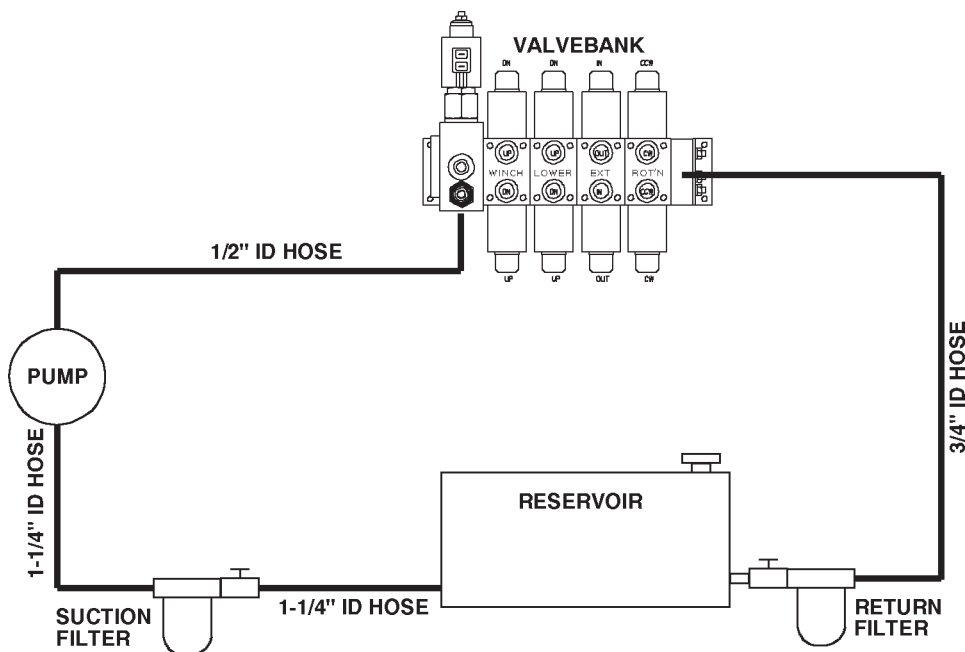 VALVEBANK
DN DN IN CCW
UP UP OUT CW
WINCH LOWER EXT ROT'N
DN DN IN CCW
UP UP OUT CW
1/2" ID HOSE
PUMP
3/4" ID HOSE
1-1/4" ID HOSE
RESERVOIR
1-1/4" ID HOSE
SUCTION
FILTER
RETURN
FILTER